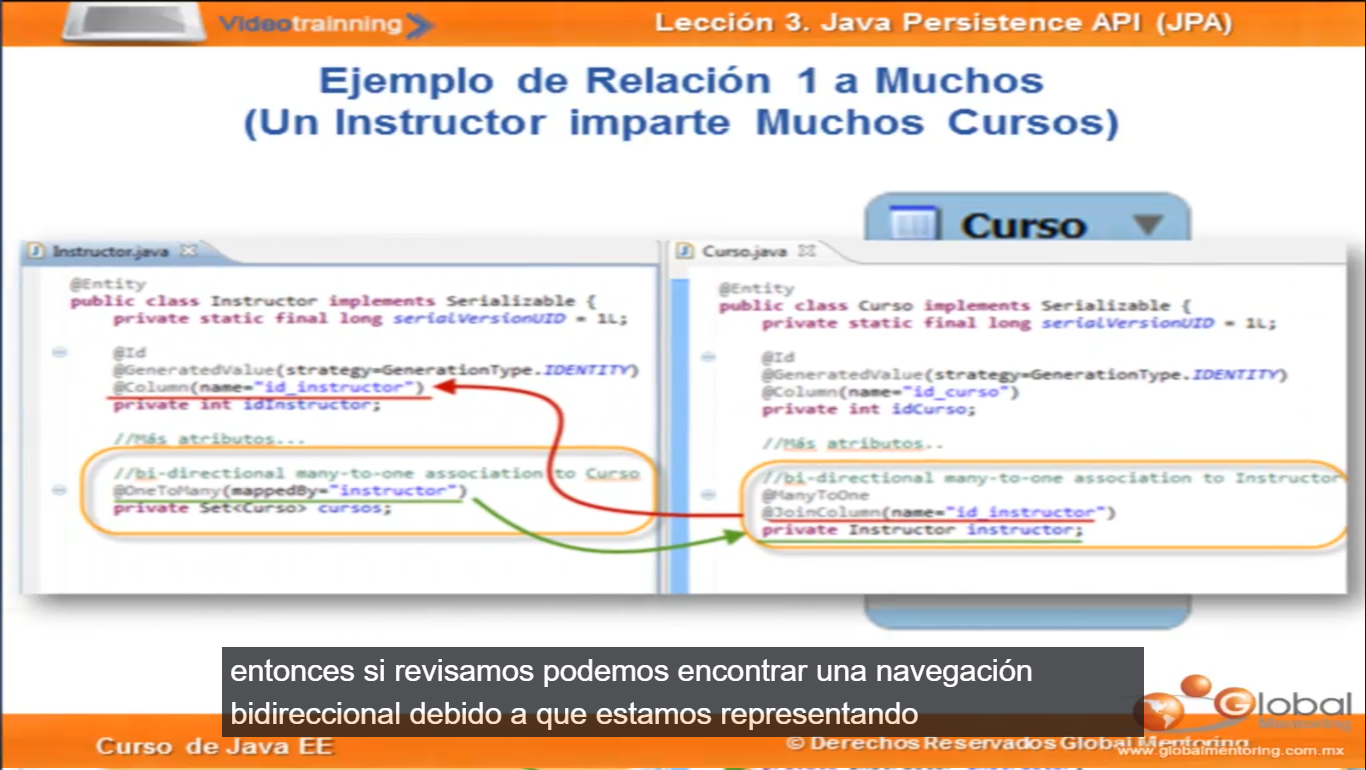 Videotrainning
Lección 3. Java Persistence API (JPA)
Ejemplo de Relación 1 a Muchos
(Un Instructor imparte Muchos Cursos)
Curso
Instructor.java
@Entity
public class Instructor implements Serializable {
private static final long serialVersionUID = 1L;
@Id
@GeneratedValue(strategy=GenerationType.IDENTITY)
@Column(name="id_instructor")
private int idInstructor;
//Más atributos...
//bi-directional many-to-one association to Curso
@OneToMany(mappedBy="instructor")
private Set<Curso> cursos;
Curso.java
@Entity
public class Curso implements Serializable {
private static final long serialVersionUID = 1L;
@Id
@GeneratedValue(strategy=GenerationType.IDENTITY)
@Column(name="id_curso")
private int idCurso;
//Más atributos..
//bi-directional many-to-one association to Instructor
@ManyToOne
@JoinColumn(name="id_instructor")
private Instructor instructor;
entonces si revisamos podemos encontrar una navegación
bidireccional debido a que estamos representando
Global
Mentoring
Curso de Java EE
© Derechos Reservados Global Mentoring
www.globalmentoring.com.mx